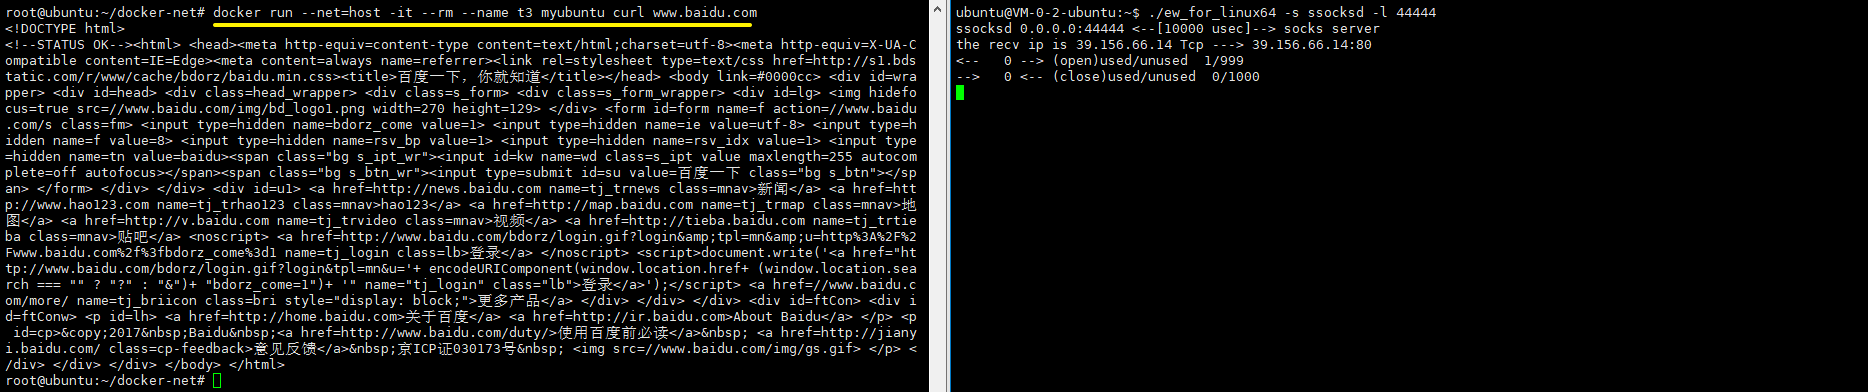 root@ubuntu:~/docker-net# docker run --net=host -it --rm --name t3 myubuntu curl www.baidu.com
<!DOCTYPE html>
<!--STATUS OK--><html> <head><meta http-equiv=content-type content=text/html;charset=utf-8><meta http-equiv=X-UA-C
ompatible content=IE=Edge><meta content=always name=referrer><link rel=stylesheet type=text/css href=http://s1.bds
tatic.com/r/www/cache/bdorz/baidu.min.css><title>百度一下，你就知道</title></head> <body link=#0000cc> <div id=wra
pper> <div id=head> <div class=head_wrapper> <div class=s_form> <div class=s_form_wrapper> <div id=lg> <img hidefo
cus=true src=//www.baidu.com/img/bd_logo1.png width=270 height=129> </div> <form id=form name=f action=//www.baidu
.com/s class=fm> <input type=hidden name=bdorz_come value=1> <input type=hidden name=ie value=utf-8> <input type=h
idden name=f value=8> <input type=hidden name=rsv_bp value=1> <input type=hidden name=rsv_idx value=1> <input type
=hidden name=tn value=baidu><span class="bg s_ipt_wr"><input id=kw name=wd class=s_ipt value maxlength=255 autocom
plete=off autofocus></span><span class="bg s_btn_wr"><input type=submit id=su value=百度一下 class="bg s_btn"></sp
an> </form> </div> </div> <div id=u1> <a href=http://news.baidu.com name=tj_trnews class=mnav>新闻</a> <a href=htt
p://www.hao123.com name=tj_trhao123 class=mnav>hao123</a> <a href=http://map.baidu.com name=tj_trmap class=mnav>地
图</a> <a href=http://v.baidu.com name=tj_trvideo class=mnav>视频</a> <a href=http://tieba.baidu.com name=tj_trtie
ba class=mnav>贴吧</a> <noscript> <a href=http://www.baidu.com/bdorz/login.gif?login&amp;tpl=mn&amp;u=http%3A%2F%2
Fwww.baidu.com%2f%3fbdorz_come%3d1 name=tj_login class=lb>登录</a> </noscript> <script>document.write('<a href="ht
tp://www.baidu.com/bdorz/login.gif?login&tpl=mn&u='+ encodeURIComponent(window.location.href+ (window.location.sea
rch === "" ? "?" : "&")+ "bdorz_come=1")+ '" name="tj_login" class="lb">登录</a>');</script> <a href=//www.baidu.c
om/more/ name=tj_briicon class=bri style="display: block;">更多产品</a> </div> </div> </div> <div id=ftCon> <div i
d=ftConw> <p id=lh> <a href=http://home.baidu.com>关于百度</a> <a href=http://ir.baidu.com>About Baidu</a> </p> <p
 id=cp>&copy;2017&nbsp;Baidu&nbsp;<a href=http://www.baidu.com/duty/>使用百度前必读</a>&nbsp; <a href=http://jiany
i.baidu.com/ class=cp-feedback>意见反馈</a>&nbsp;京ICP证030173号&nbsp; <img src=//www.baidu.com/img/gs.gif> </p> <
/div> </div> </div> </body> </html>
root@ubuntu:~/docker-net#
ubuntu@VM-0-2-ubuntu:~$ ./ew_for_linux64 -s ssocksd -l 44444
ssocksd 0.0.0.0:44444 <--[10000 usec]--> socks server
the recv ip is 39.156.66.14 Tcp ---> 39.156.66.14:80
<--   0 --> (open)used/unused  1/999
-->   0 <-- (close)used/unused  0/1000